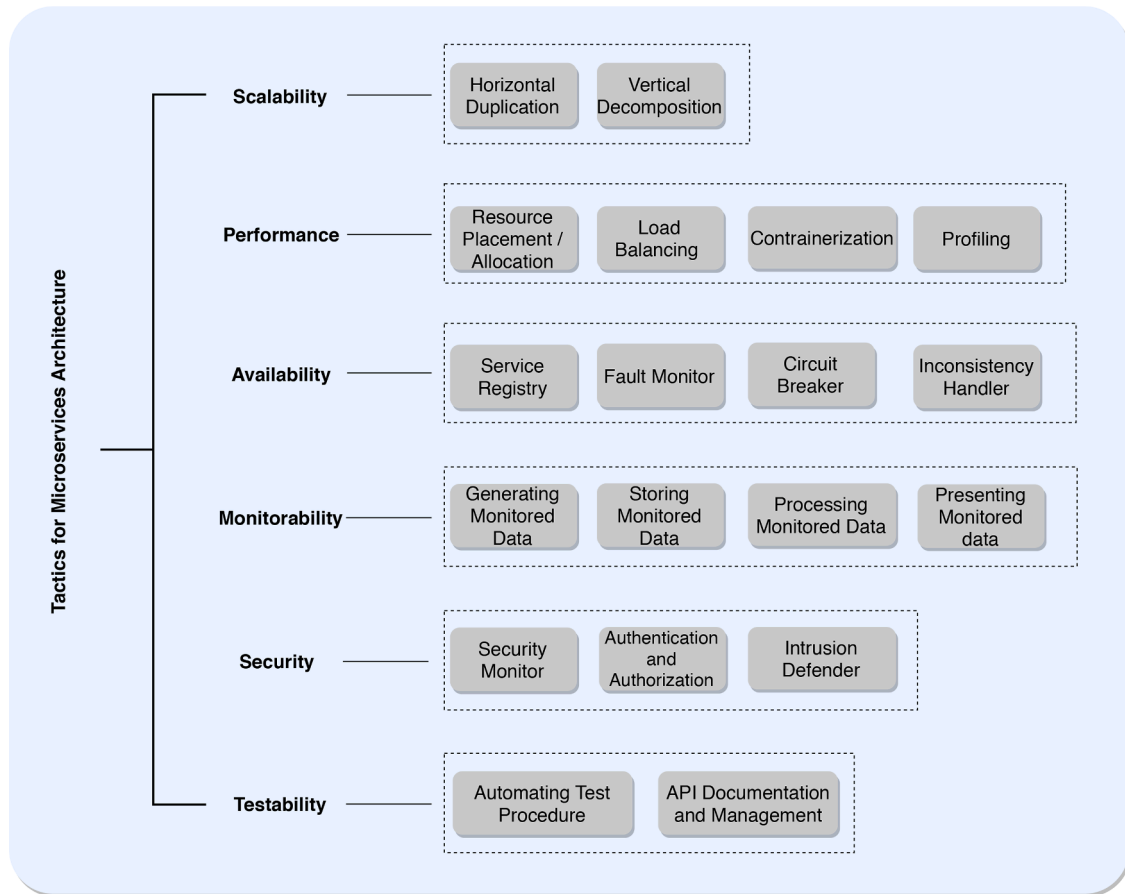 Tactics for Microservices Architecture
Scalability
Horizontal
Duplication
Vertical
Decomposition
Performance
Resource
Placement /
Allocation
Load
Balancing
Contrainerization
Profiling
Availability
Service
Registry
Fault Monitor
Circuit
Breaker
Inconsistency
Handler
Monitorability
Generating
Monitored
Data
Storing
Monitored
Data
Processing
Monitored Data
Presenting
Monitored
data
Security
Security
Monitor
Authentication
and
Authorization
Intrusion
Defender
Testability
Automating Test
Procedure
API Documentation
and Management